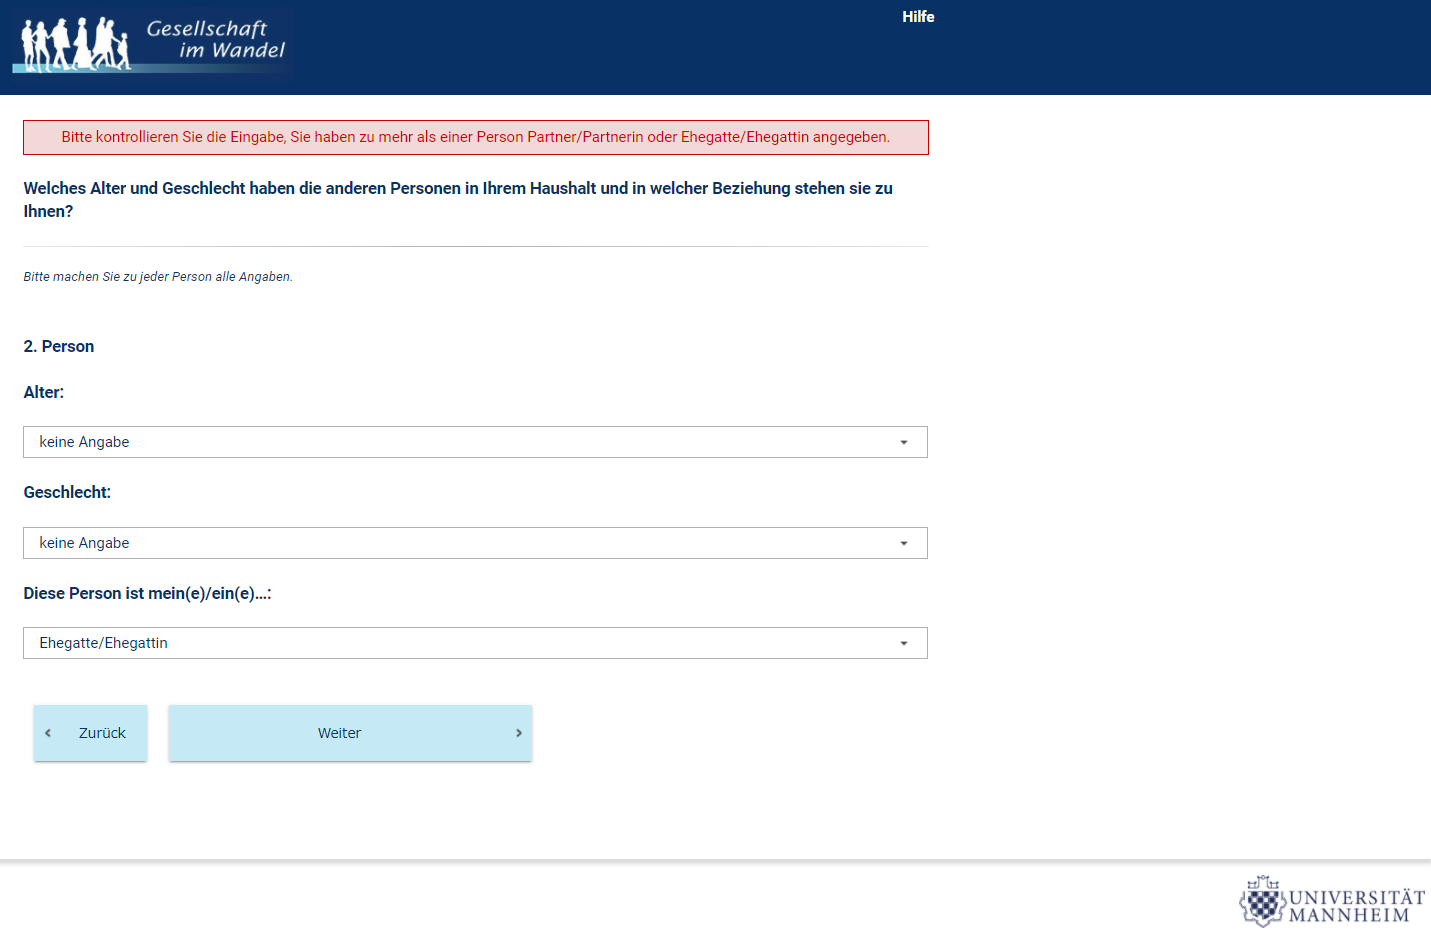 Gesellschaft
im Wandel
Hilfe
Bitte kontrollieren Sie die Eingabe, Sie haben zu mehr als einer Person Partner/Partnerin oder Ehegatte/Ehegattin angegeben.
Welches Alter und Geschlecht haben die anderen Personen in Ihrem Haushalt und in welcher Beziehung stehen sie zu
Ihnen?
Bitte machen Sie zu jeder Person alle Angaben.
2. Person
Alter:
keine Angabe
Geschlecht:
keine Angabe
Diese Person ist mein(e)/ein(e)...:
Ehegatte/Ehegattin
Zurück
Weiter
UNIVERSITÄT
MANNHEIM